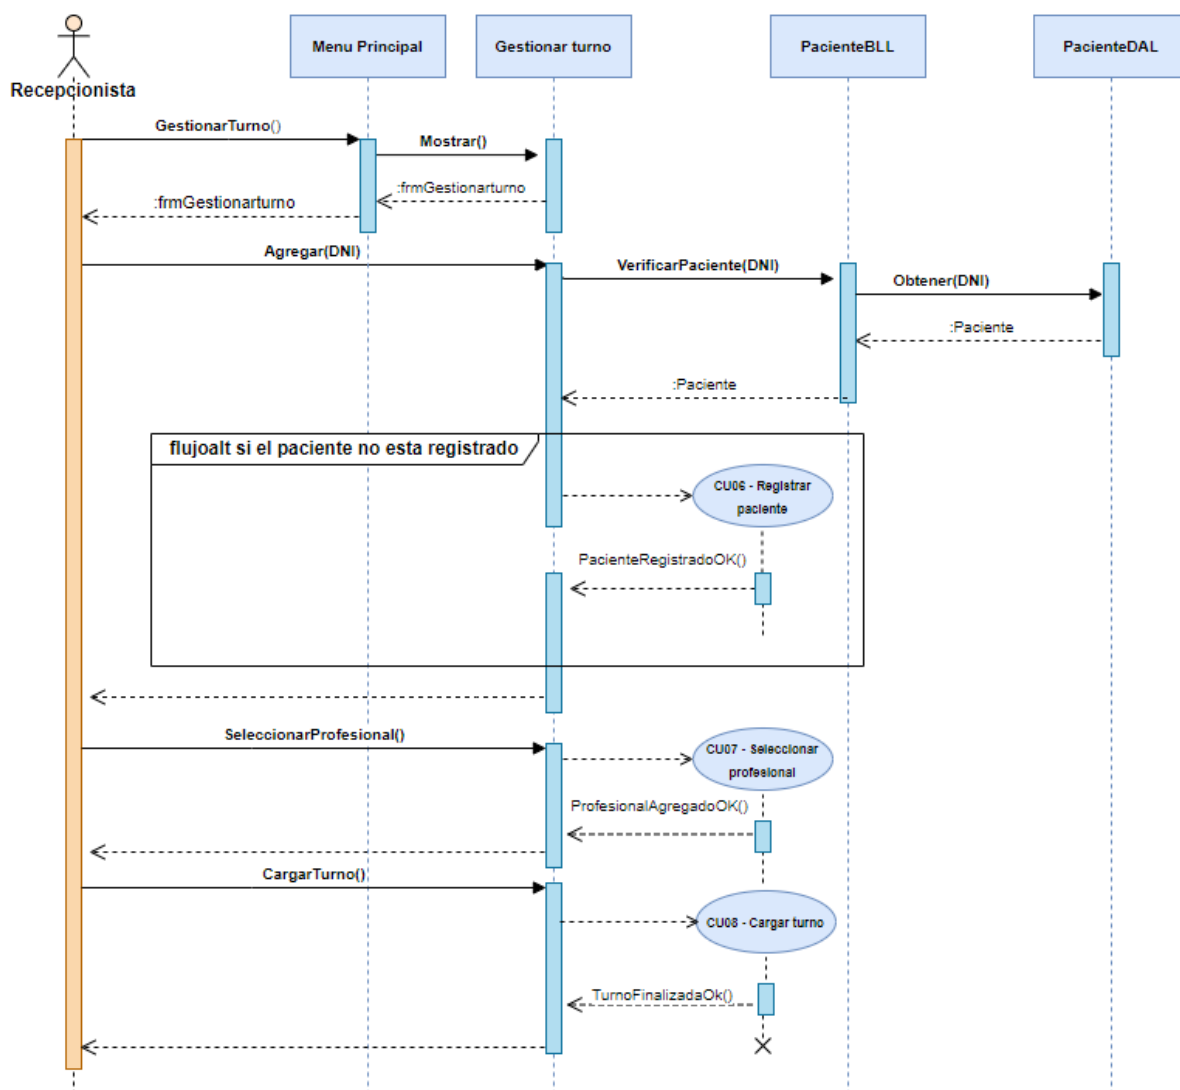 Menu Principal
Gestionar turno
PacienteBLL
PacienteDAL
Recepcionista
GestionarTurno()
Mostrar()
:frmGestionarturno
:frmGestionarturno
Agregar(DNI)
VerificarPaciente(DNI)
Obtener(DNI)
:Paciente
:Paciente
flujoalt si el paciente no esta registrado
CU06 - Registrar
paciente
PacienteRegistradoOK()
SeleccionarProfesional()
CU07 - Seleccionar
profesional
ProfesionalAgregadoOK()
CargarTurno()
CU08 - Cargar turno
TurnoFinalizadaOk()